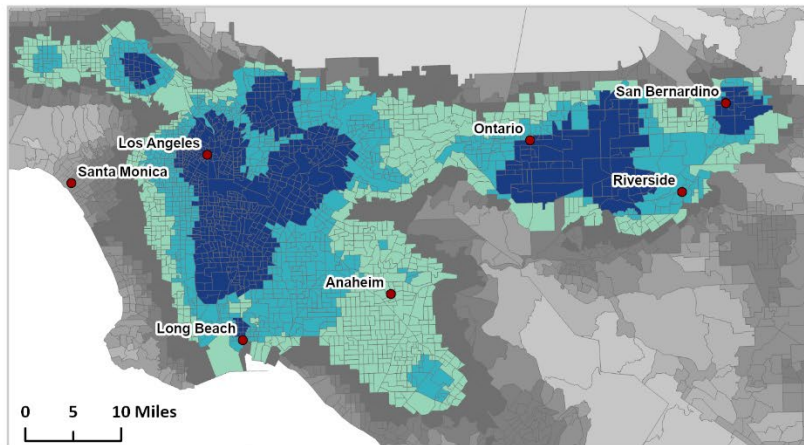 San Bernardino
Ontario
Los Angeles
Santa Monica
Riverside
Anaheim
Long Beach
0 5 10 Miles